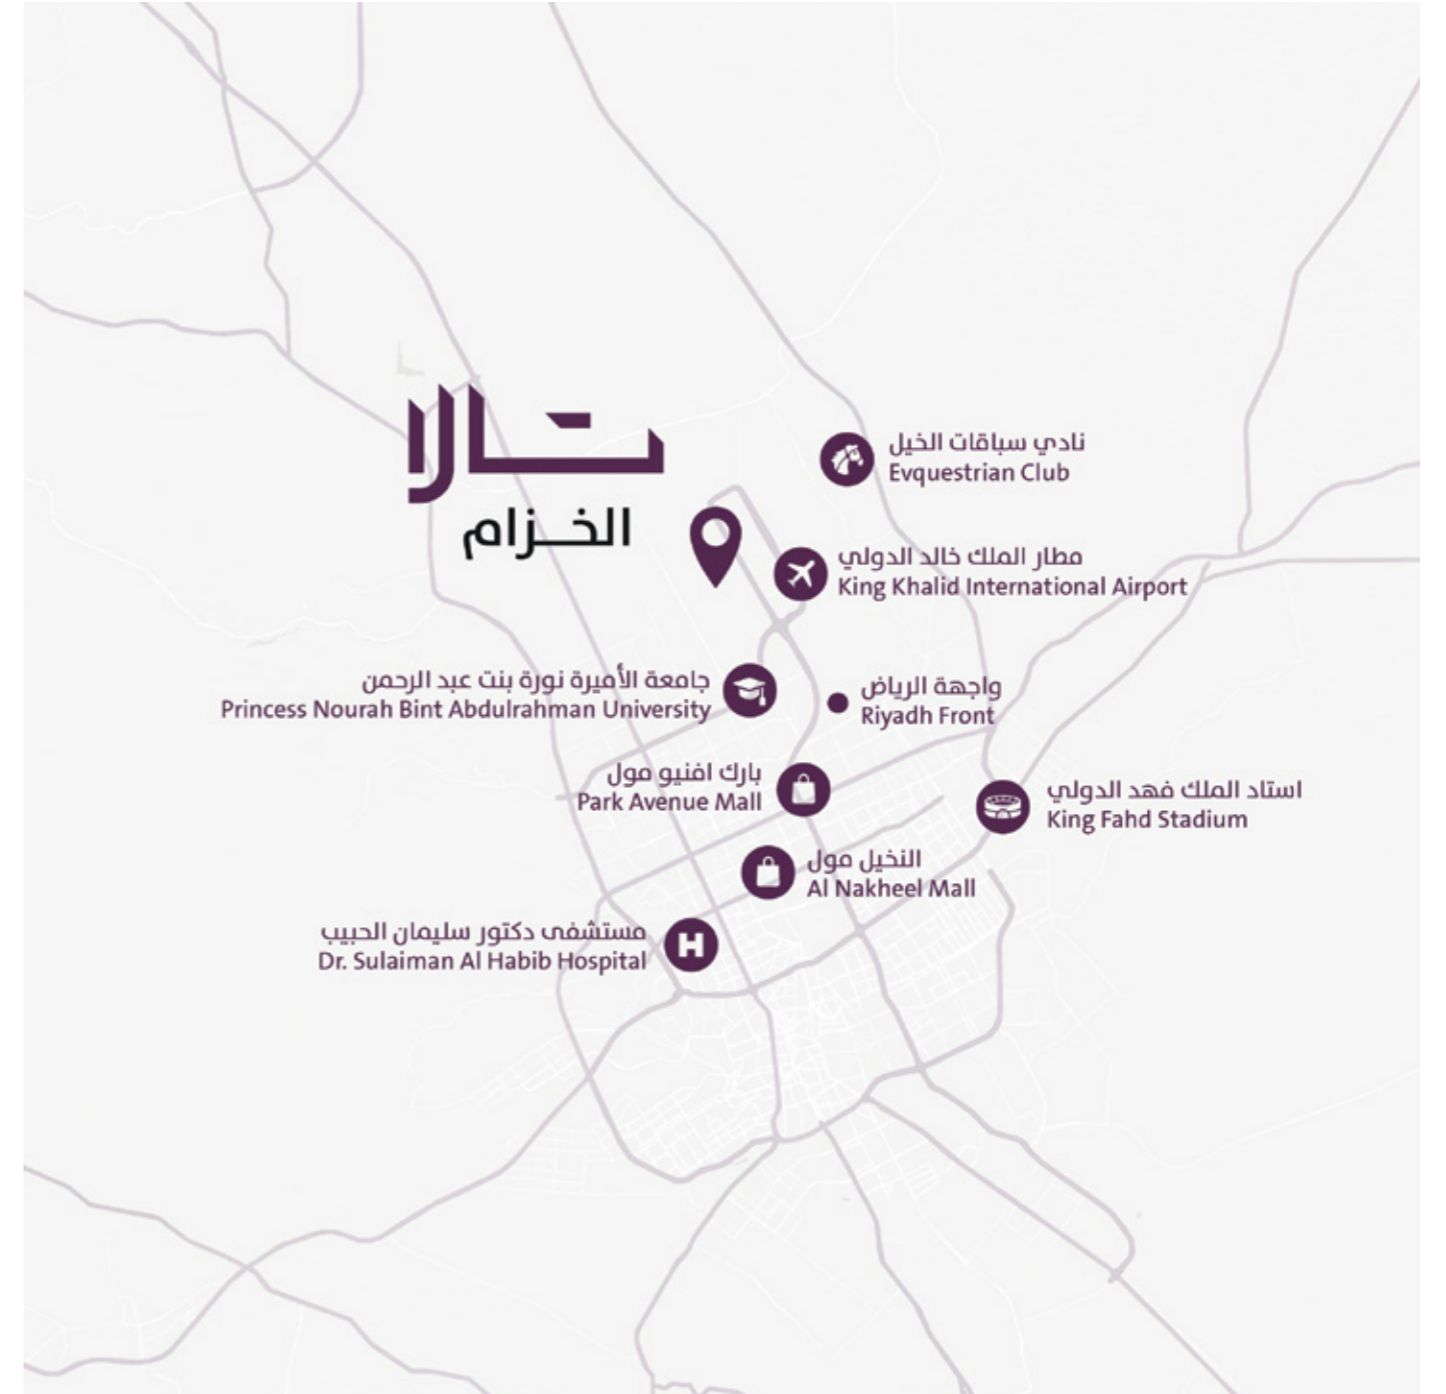 تالا
الخزام
نادي سباقات الخيل
Evquestrian Club
مطار الملك خالد الدولي
King Khalid International Airport
جامعة الأميرة نورة بنت عبد الرحمن
Princess Nourah Bint Abdulrahman University
واجهة الرياض
Riyadh Front
بارك افنيو مول
Park Avenue Mall
استاد الملك فهد الدولي
King Fahd Stadium
النخيل مول
Al Nakheel Mall
مستشفى دكتور سليمان الحبيب
Dr. Sulaiman Al Habib Hospital
H